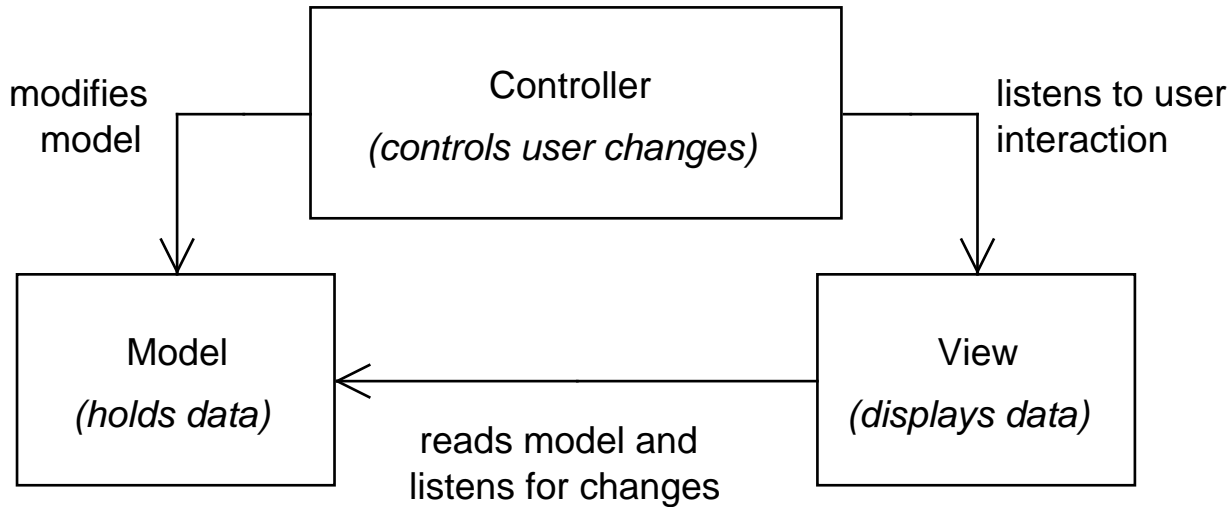 Controller
(controls user changes)
modifies
model
listens to user
interaction
Model
(holds data)
View
(displays data)
reads model and
listens for changes